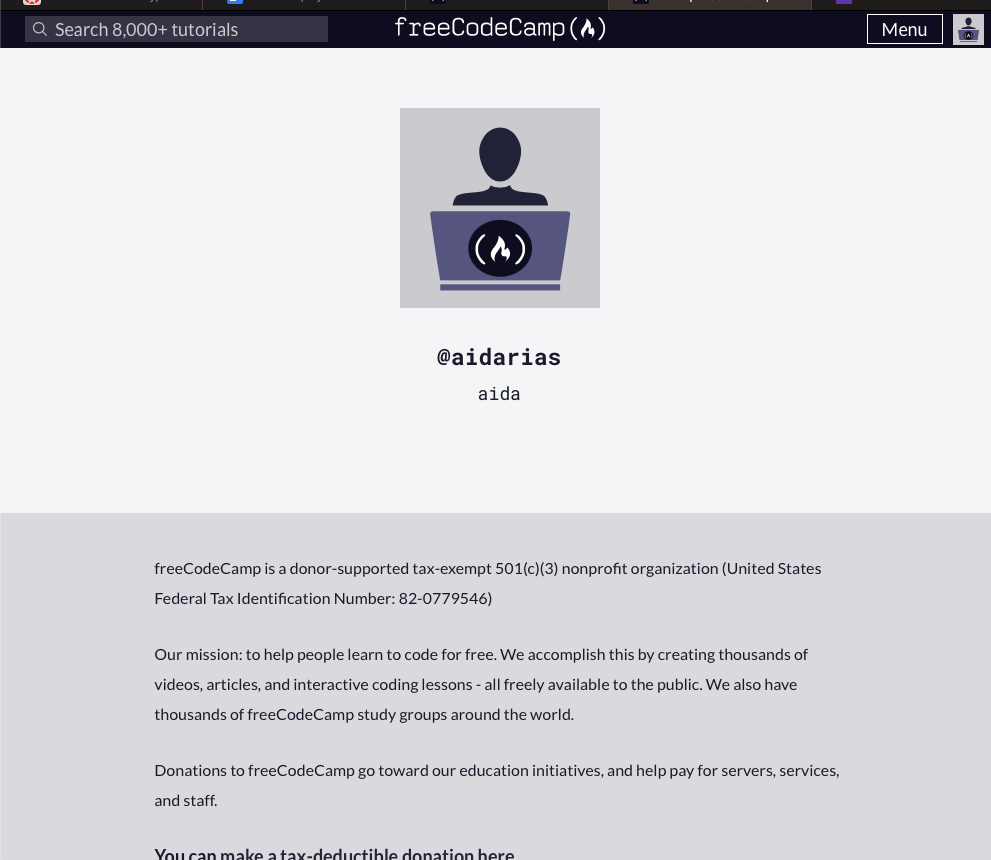 Search 8,000+ tutorials
freeCodeCamp(🔥)
Menu
@aidarias
aida
freeCodeCamp is a donor-supported tax-exempt 501(c)(3) nonprofit organization (United States
Federal Tax Identification Number: 82-0779546)
Our mission: to help people learn to code for free. We accomplish this by creating thousands of
videos, articles, and interactive coding lessons - all freely available to the public. We also have
thousands of freeCodeCamp study groups around the world.
Donations to freeCodeCamp go toward our education initiatives, and help pay for servers, services,
and staff.
You can make a tax-deductible donation here